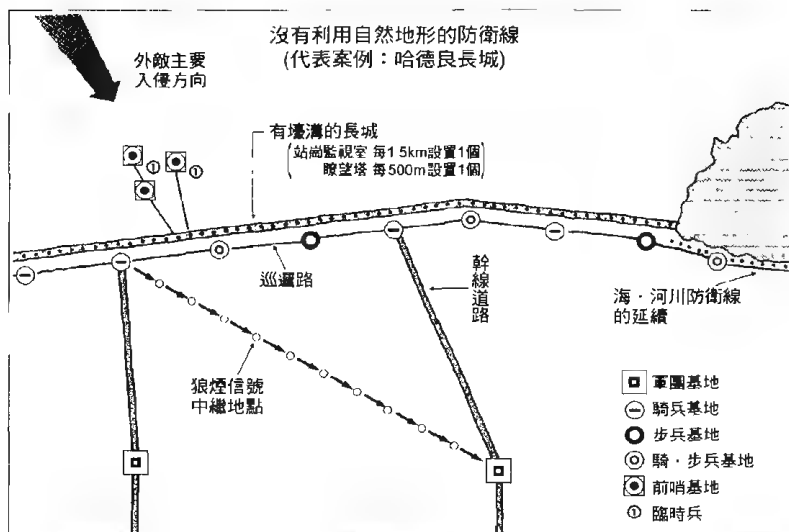 沒有利用自然地形的防衛線
(代表案例：哈德良長城)
外敵主要
入侵方向
有壕溝的長城
(站崗監視室 每1.5km設置1個
瞭望塔 每500m設置1個)
巡邏路
幹線道路
海・河川防衛線
的延續
狼煙信號
中繼地點
軍團基地
騎兵基地
步兵基地
騎・步兵基地
前哨基地
① 臨時兵
①
①